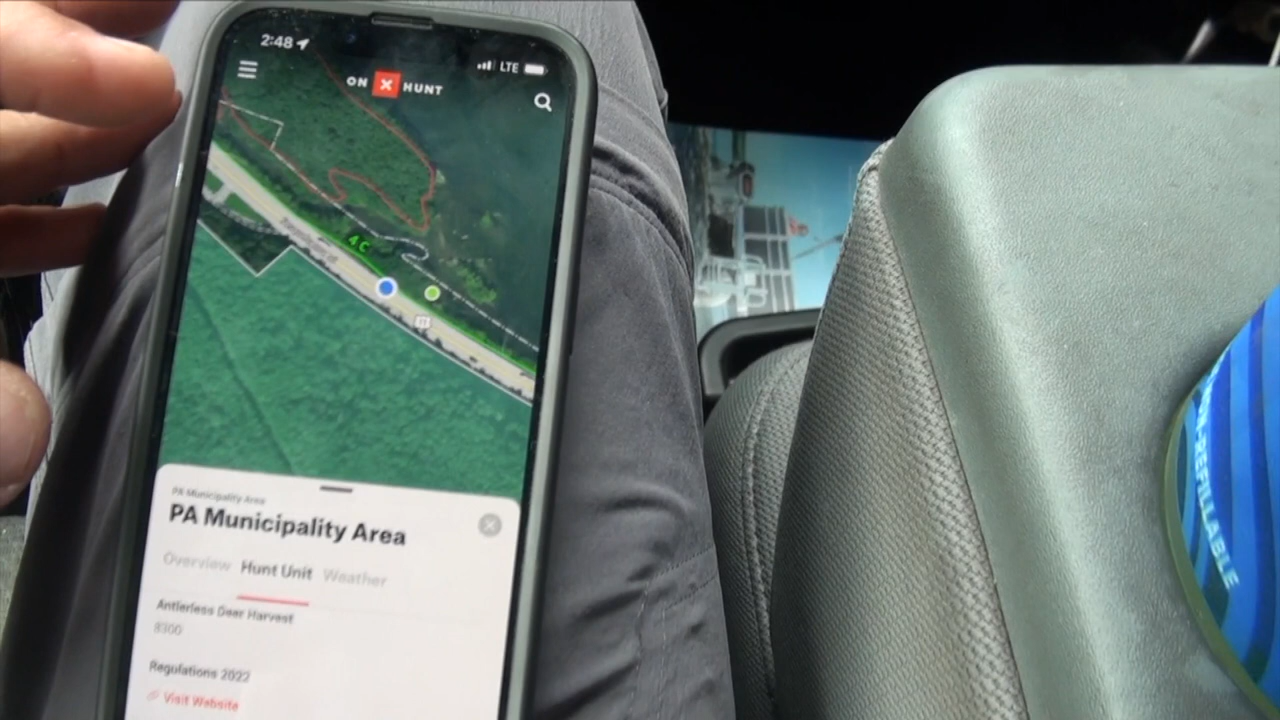 2:48
LTE
ON X HUNT
4C
PA Municipality Area
PA Municipality Area
Overview Hunt Unit Weather
Antlerless Deer Harvest
8300
Regulations 2022
Visit Website
N-REFILLABLE